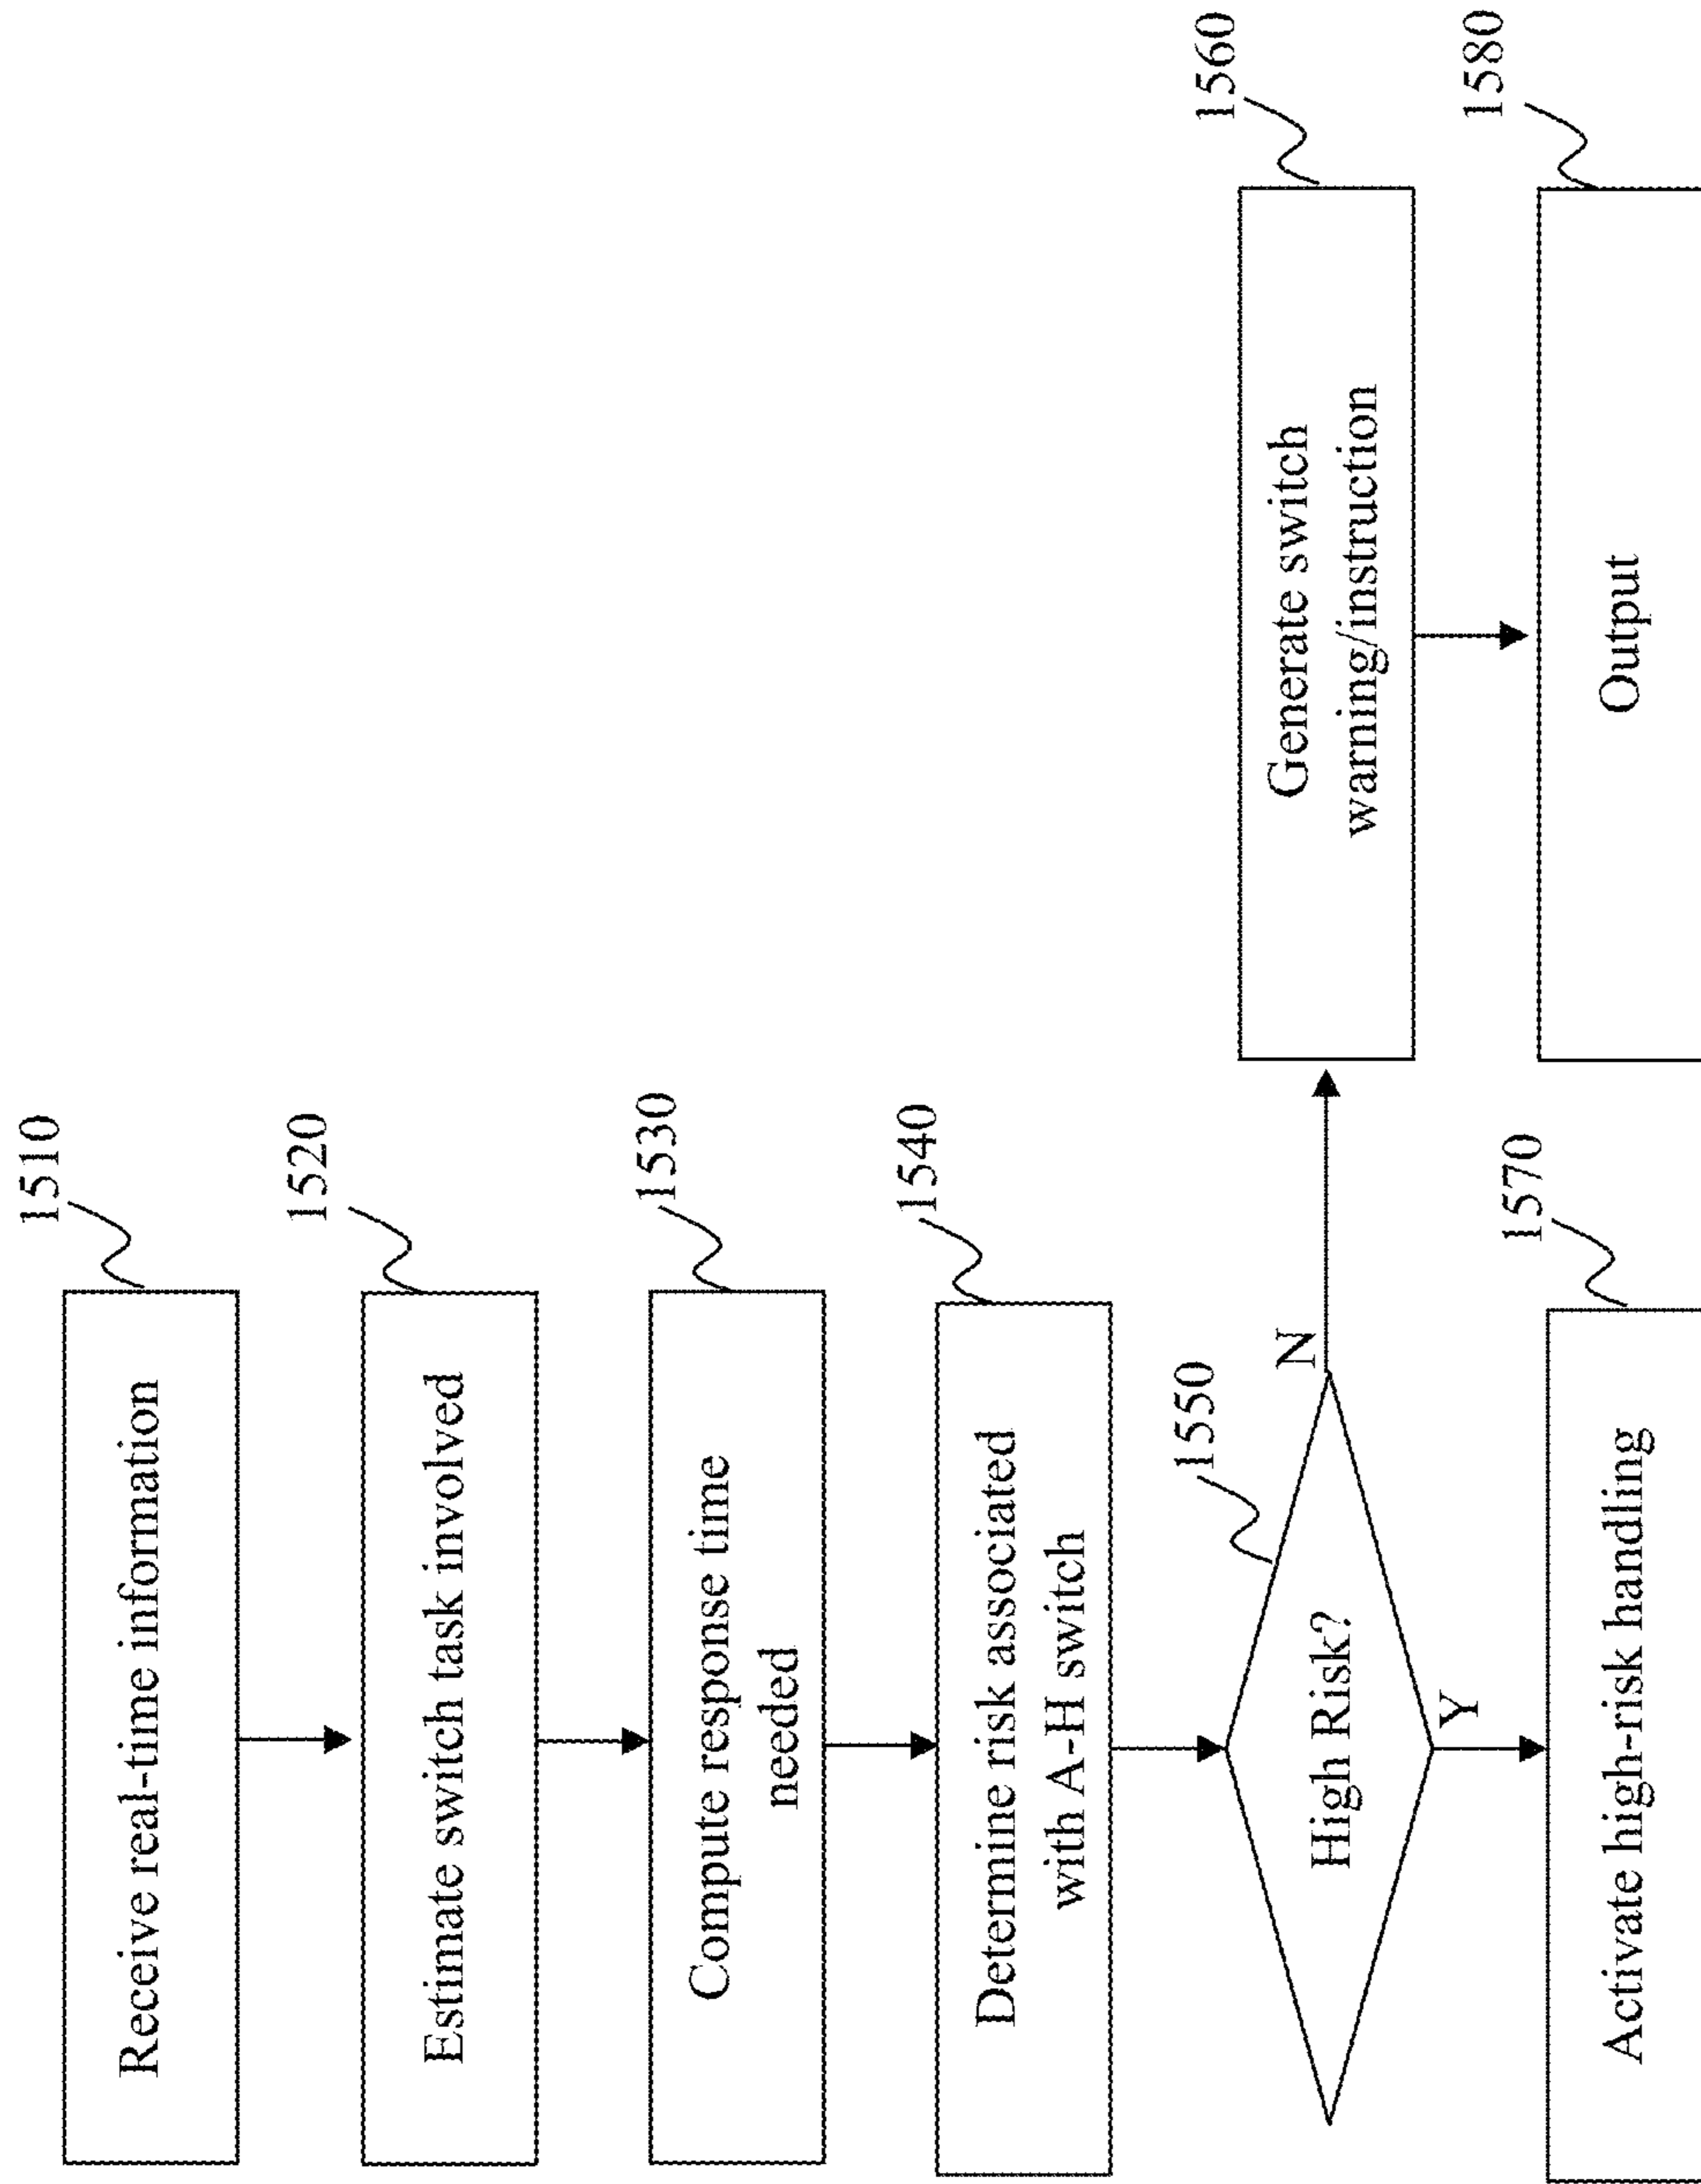 1510
Receive real-time information
1520
Estimate switch task involved
1530
Compute response time
needed
1540
Determine risk associated
with A-H switch
1550
High Risk?
N
Y
1560
Generate switch
warning/instruction
1570
Activate high-risk handling
1580
Output